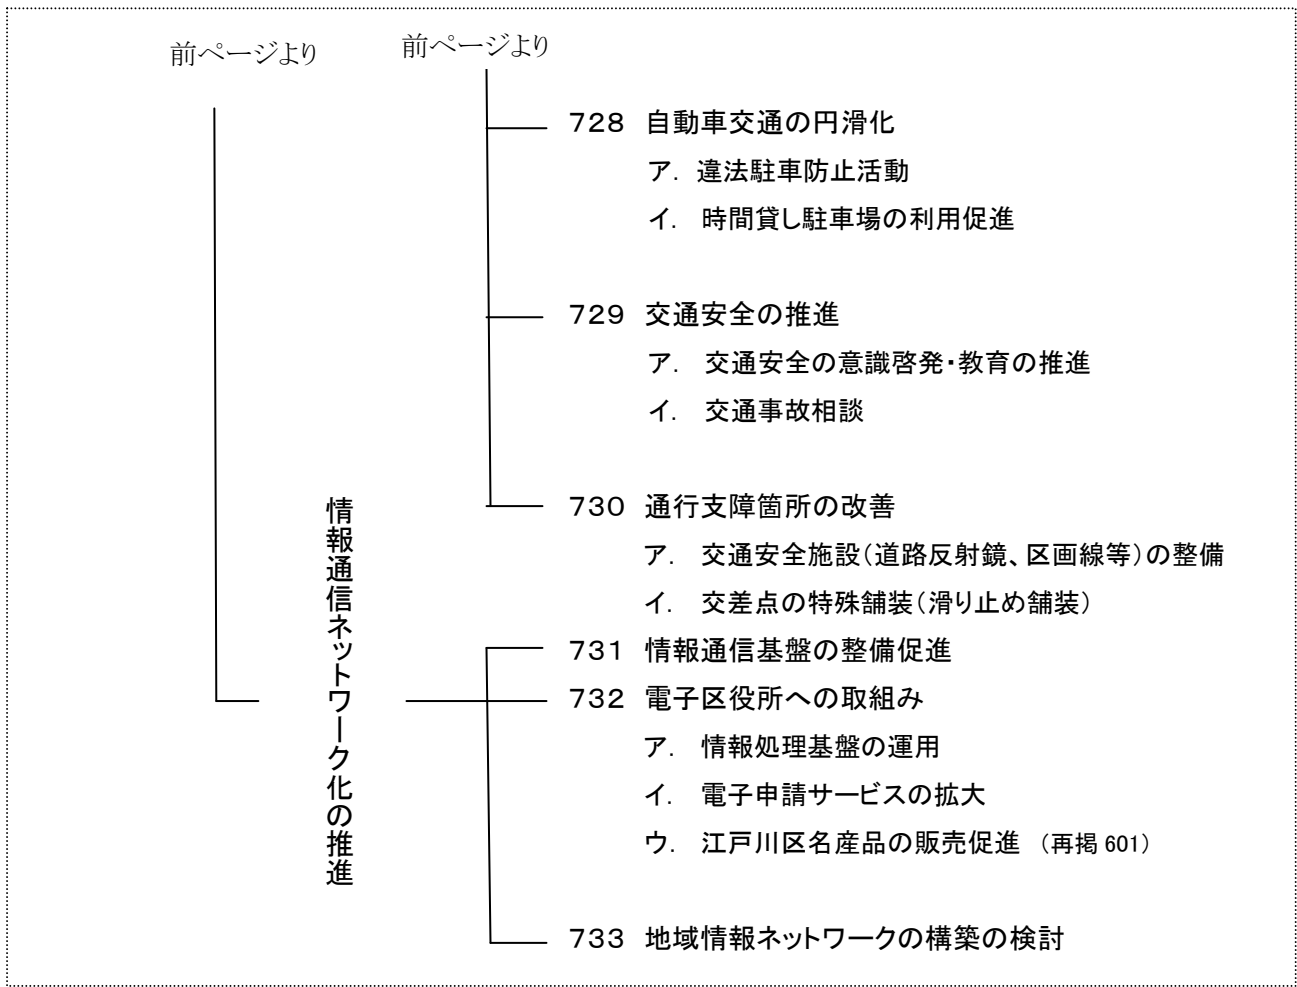 前ページより
前ページより
728 自動車交通の円滑化
ア. 違法駐車防止活動
イ. 時間貸し駐車場の利用促進
729 交通安全の推進
ア. 交通安全の意識啓発・教育の推進
イ. 交通事故相談
730 通行支障箇所の改善
ア. 交通安全施設（道路反射鏡、区画線等）の整備
イ. 交差点の特殊舗装（滑り止め舗装）
情報通信ネットワーク化の推進
731 情報通信基盤の整備促進
732 電子区役所への取組み
ア. 情報処理基盤の運用
イ. 電子申請サービスの拡大
ウ. 江戸川区名産品の販売促進 （再掲 601）
733 地域情報ネットワークの構築の検討